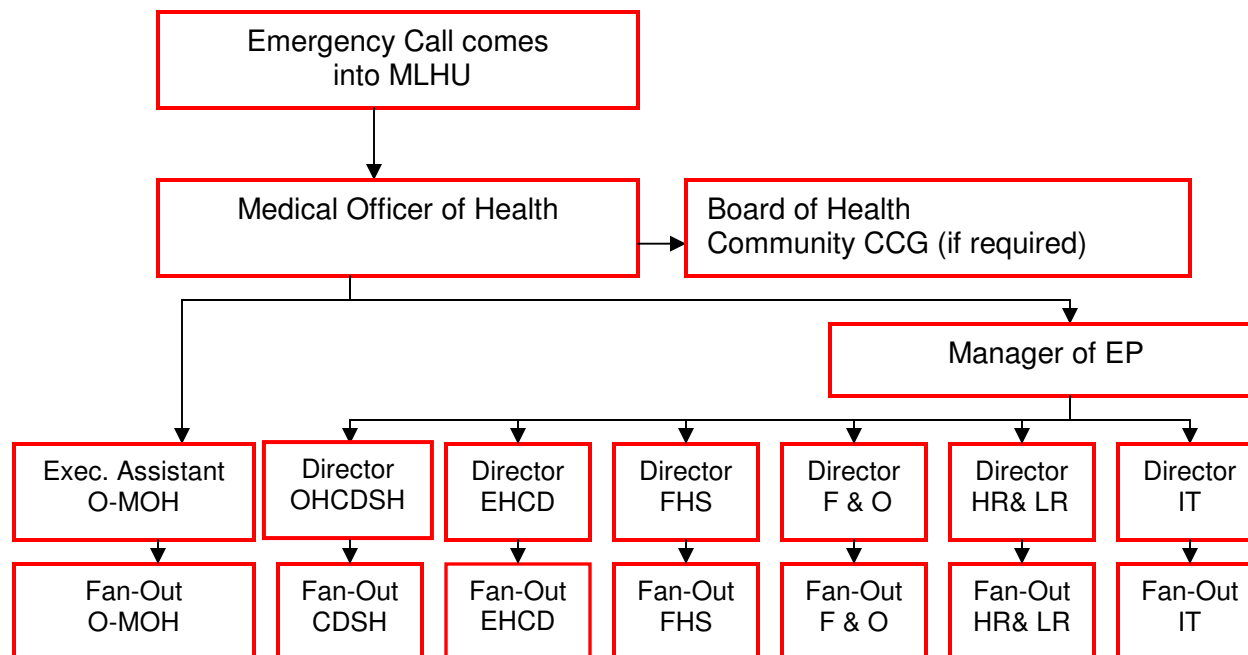 Emergency Call comes
into MLHU
Medical Officer of Health
Board of Health
Community CCG (if required)
Manager of EP
Exec. Assistant
O-MOH
Director
OHCDSH
Director
EHCD
Director
FHS
Director
F & O
Director
HR& LR
Director
IT
Fan-Out
O-MOH
Fan-Out
CDSH
Fan-Out
EHCD
Fan-Out
FHS
Fan-Out
F & O
Fan-Out
HR& LR
Fan-Out
IT